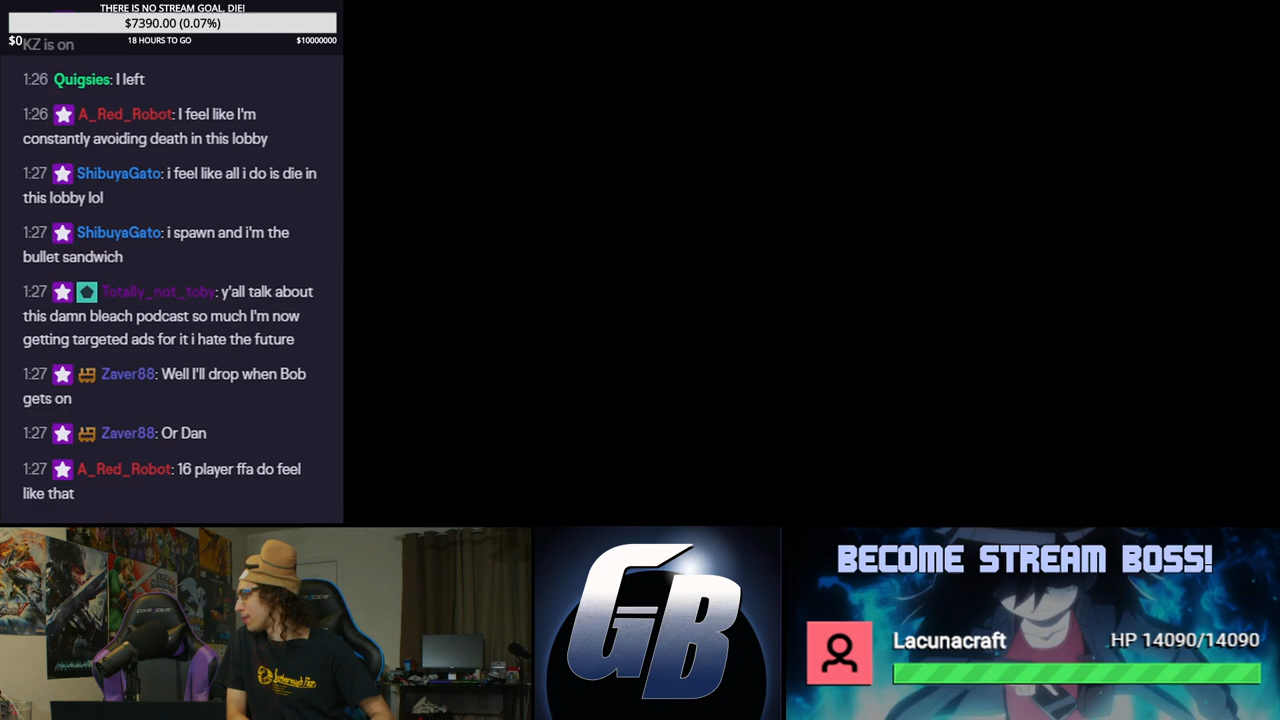 THERE IS NO STREAM GOAL, DIE!
$7390.00 (0.07%)
$0
18 HOURS TO GO
$10000000
KZ is on
1:26 Quigsies: I left
1:26 A_Red_Robot: I feel like I'm
constantly avoiding death in this lobby
1:27 ShibuyaGato: i feel like all i do is die in
this lobby lol
1:27 ShibuyaGato: i spawn and i'm the
bullet sandwich
1:27 Totally_not_toby: y'all talk about
this damn bleach podcast so much I'm now
getting targeted ads for it i hate the future
1:27 Zaver88: Well I'll drop when Bob
gets on
1:27 Zaver88: Or Dan
1:27 A_Red_Robot: 16 player ffa do feel
like that
GB
BECOME STREAM BOSS!
Lacunacraft
HP 14090/14090